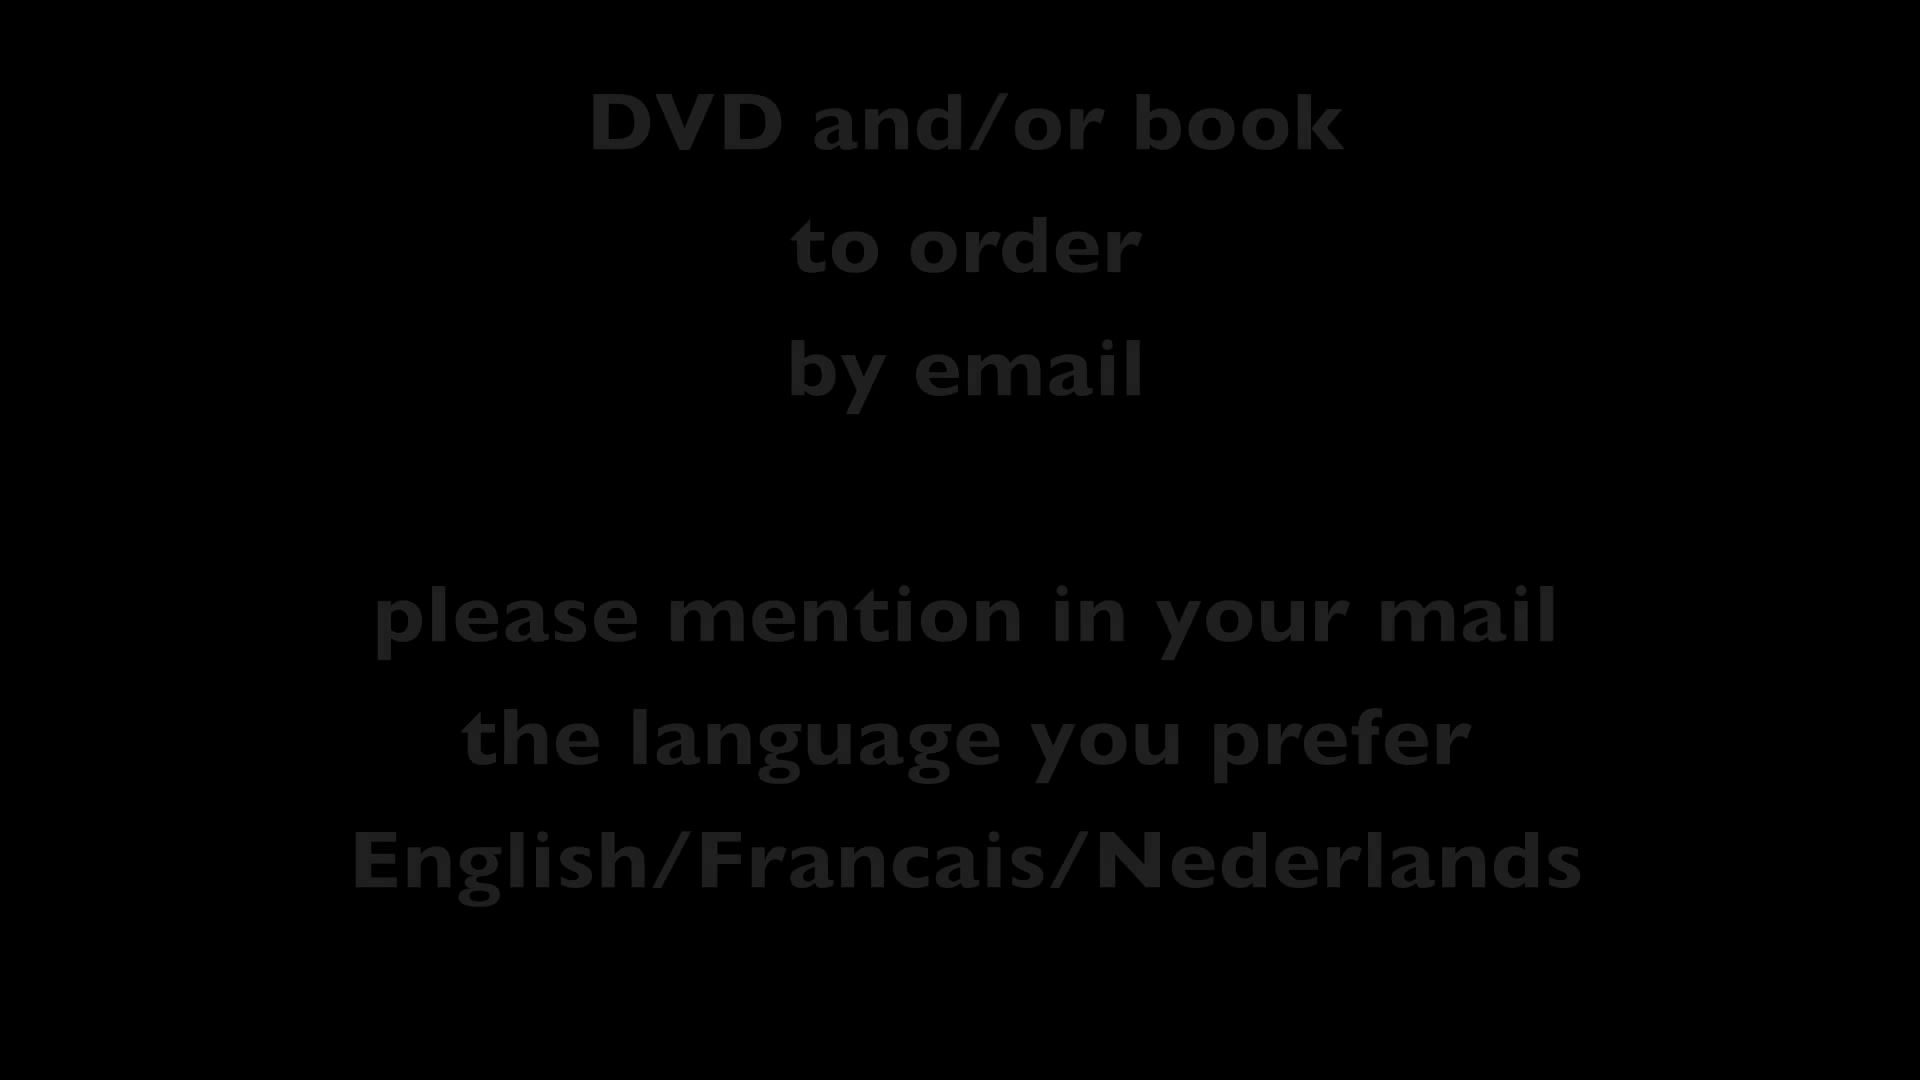 DVD and/or book
to order
by email
please mention in your mail
the language you prefer
English/Francais/Nederlands